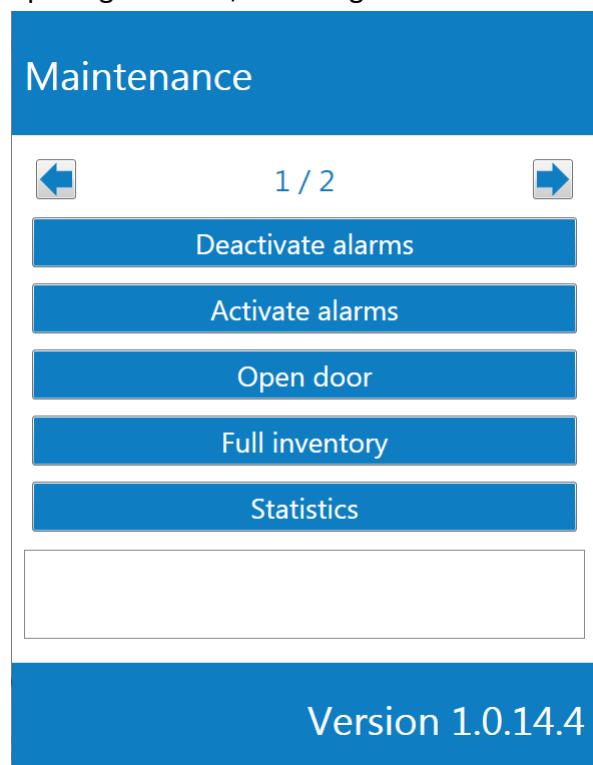 Maintenance
1 / 2
Deactivate alarms
Activate alarms
Open door
Full inventory
Statistics
Version 1.0.14.4